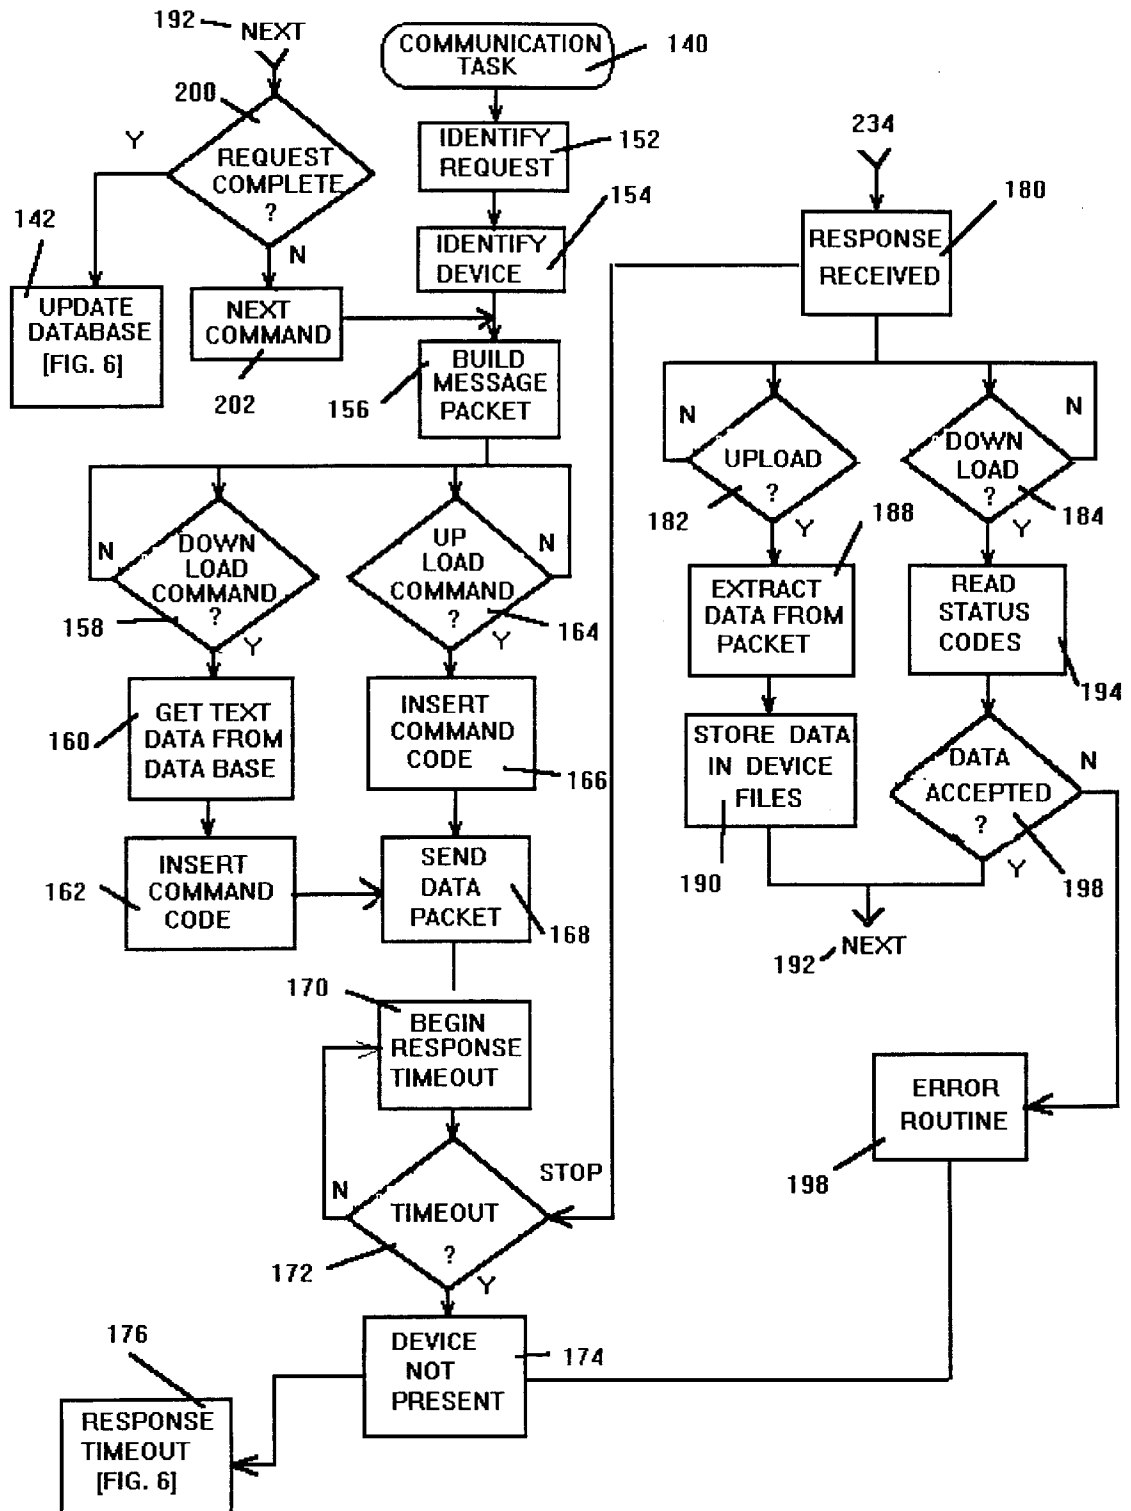 192
NEXT
COMMUNICATION
TASK
140
200
Y
REQUEST
COMPLETE
?
N
IDENTIFY
REQUEST
152
154
IDENTIFY
DEVICE
142
UPDATE
DATABASE
[FIG. 6]
NEXT
COMMAND
202
BUILD
MESSAGE
PACKET
156
N
DOWN
LOAD
COMMAND
?
158
Y
UP
LOAD
COMMAND
?
N
164
Y
160
GET TEXT
DATA FROM
DATA BASE
INSERT
COMMAND
CODE
166
162
INSERT
COMMAND
CODE
SEND
DATA
PACKET
168
170
BEGIN
RESPONSE
TIMEOUT
N
STOP
TIMEOUT
?
172
Y
DEVICE
NOT
PRESENT
174
176
RESPONSE
TIMEOUT
[FIG. 6]
234
RESPONSE
RECEIVED
180
N
UPLOAD
?
182
Y
188
DOWN
LOAD
?
N
184
Y
EXTRACT
DATA FROM
PACKET
READ
STATUS
CODES
194
STORE DATA
IN DEVICE
FILES
190
DATA
ACCEPTED
?
N
Y
198
192
NEXT
ERROR
ROUTINE
198